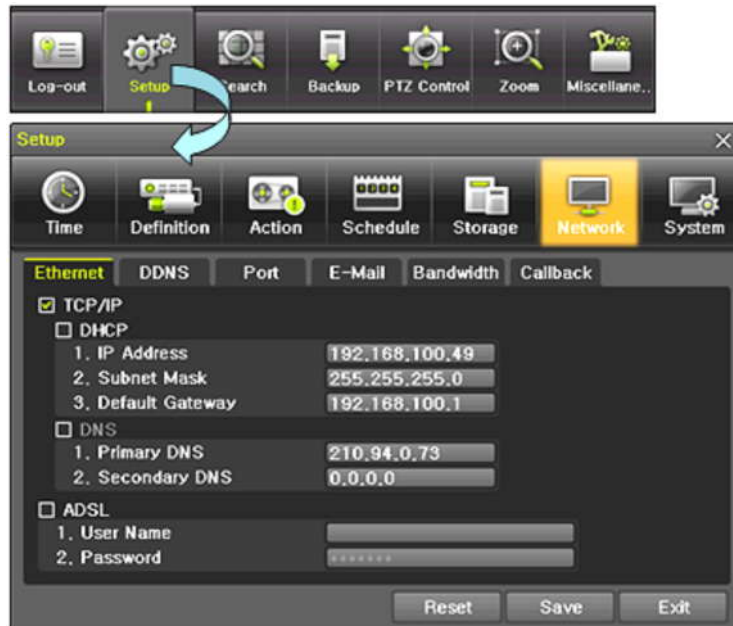 Log-out Setup Search Backup PTZ Control Zoom Miscellane..
Setup
Time Definition Action Schedule Storage Network System
Ethernet DDNS Port E-Mail Bandwidth Callback
TCP/IP
DHCP
1. IP Address 192.168.100.49
2. Subnet Mask 255.255.255.0
3. Default Gateway 192.168.100.1
DNS
1. Primary DNS 210.94.0.73
2. Secondary DNS 0.0.0.0
ADSL
1. User Name
2. Password *******
Reset Save Exit